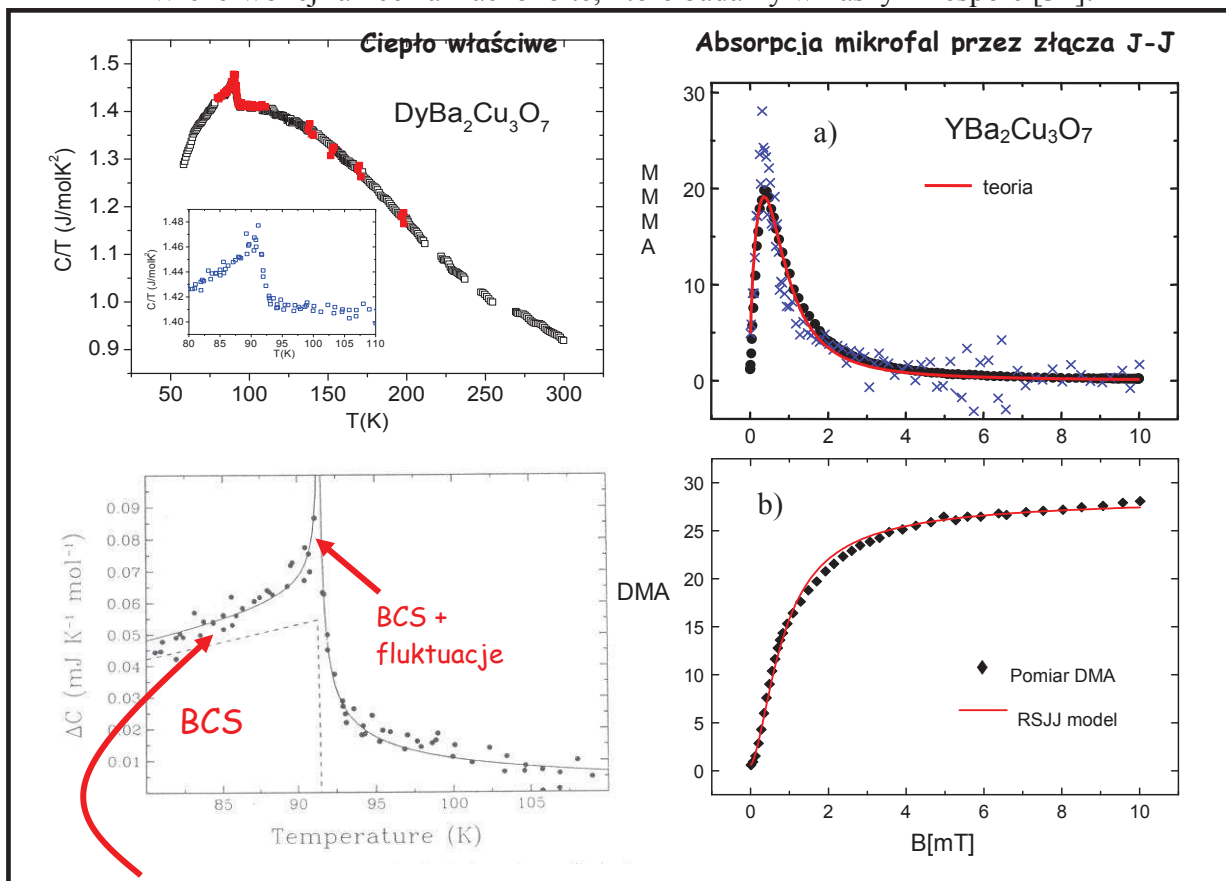 Ciepło właściwe
1.5
1.4
1.3
1.2
1.1
1.0
0.9
C/T (J/molK²)
DyBa₂Cu₃O₇
1.48
1.46
1.44
1.42
1.40
C/T (J/molK²)
80 85 90 95 100 105 110
T(K)
50 100 150 200 250 300
T(K)
0.09
0.08
0.07
0.06
0.05
0.04
0.03
0.02
0.01
ΔC (mJ K⁻¹ mol⁻¹)
BCS +
fluktuacje
BCS
85 90 95 100 105
Temperature (K)
Absorpcja mikrofal przez złącza J-J
30
20
10
0
M
M
M
A
a)
YBa₂Cu₃O₇
teoria
0 2 4 6 8 10
30
25
20
15
10
5
0
DMA
b)
Pomiar DMA
RSJJ model
0 2 4 6 8 10
B[mT]